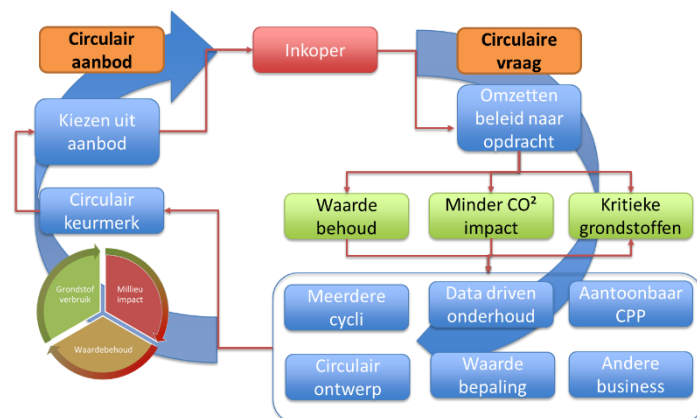 Circulair
aanbod
Inkoper
Circulaire
vraag
Kiezen uit
aanbod
Omzetten
beleid naar
opdracht
Circulair
keurmerk
Waarde
behoud
Minder CO²
impact
Kritieke
grondstoffen
Grondstof
verbruik
Millieu
impact
Waardebehoud
Meerdere
cycli
Data driven
onderhoud
Aantoonbaar
CPP
Circulair
ontwerp
Waarde
bepaling
Andere
business